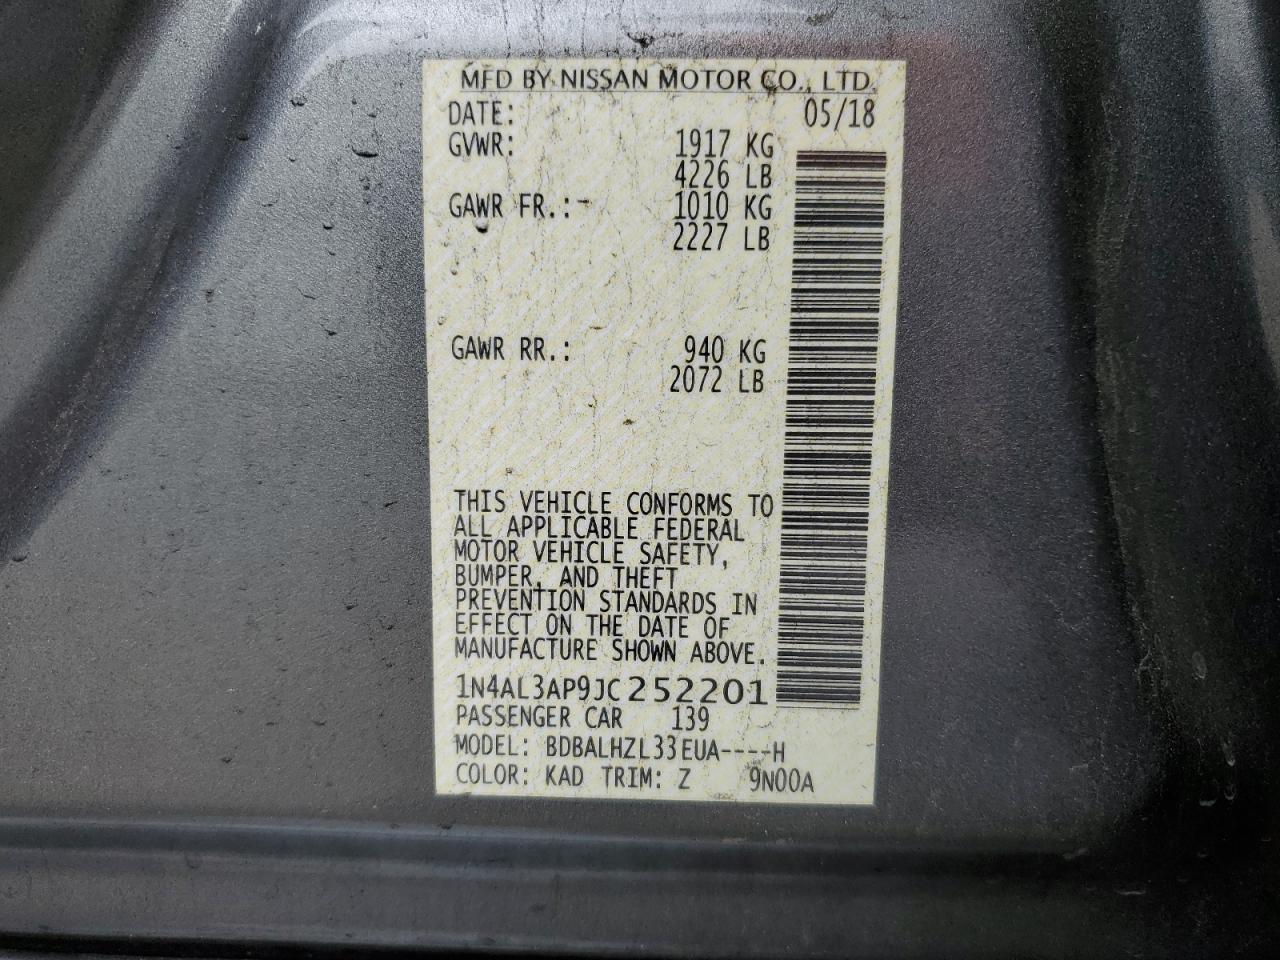 MFD BY NISSAN MOTOR CO., LTD.
DATE: 05/18
GVWR: 1917 KG
4226 LB
GAWR FR.: 1010 KG
2227 LB
GAWR RR.: 940 KG
2072 LB
THIS VEHICLE CONFORMS TO
ALL APPLICABLE FEDERAL
MOTOR VEHICLE SAFETY,
BUMPER, AND THEFT
PREVENTION STANDARDS IN
EFFECT ON THE DATE OF
MANUFACTURE SHOWN ABOVE.
1N4AL3AP9JC252201
PASSENGER CAR 139
MODEL: BDBALHZL33EUA----H
COLOR: KAD TRIM: Z 9N00A